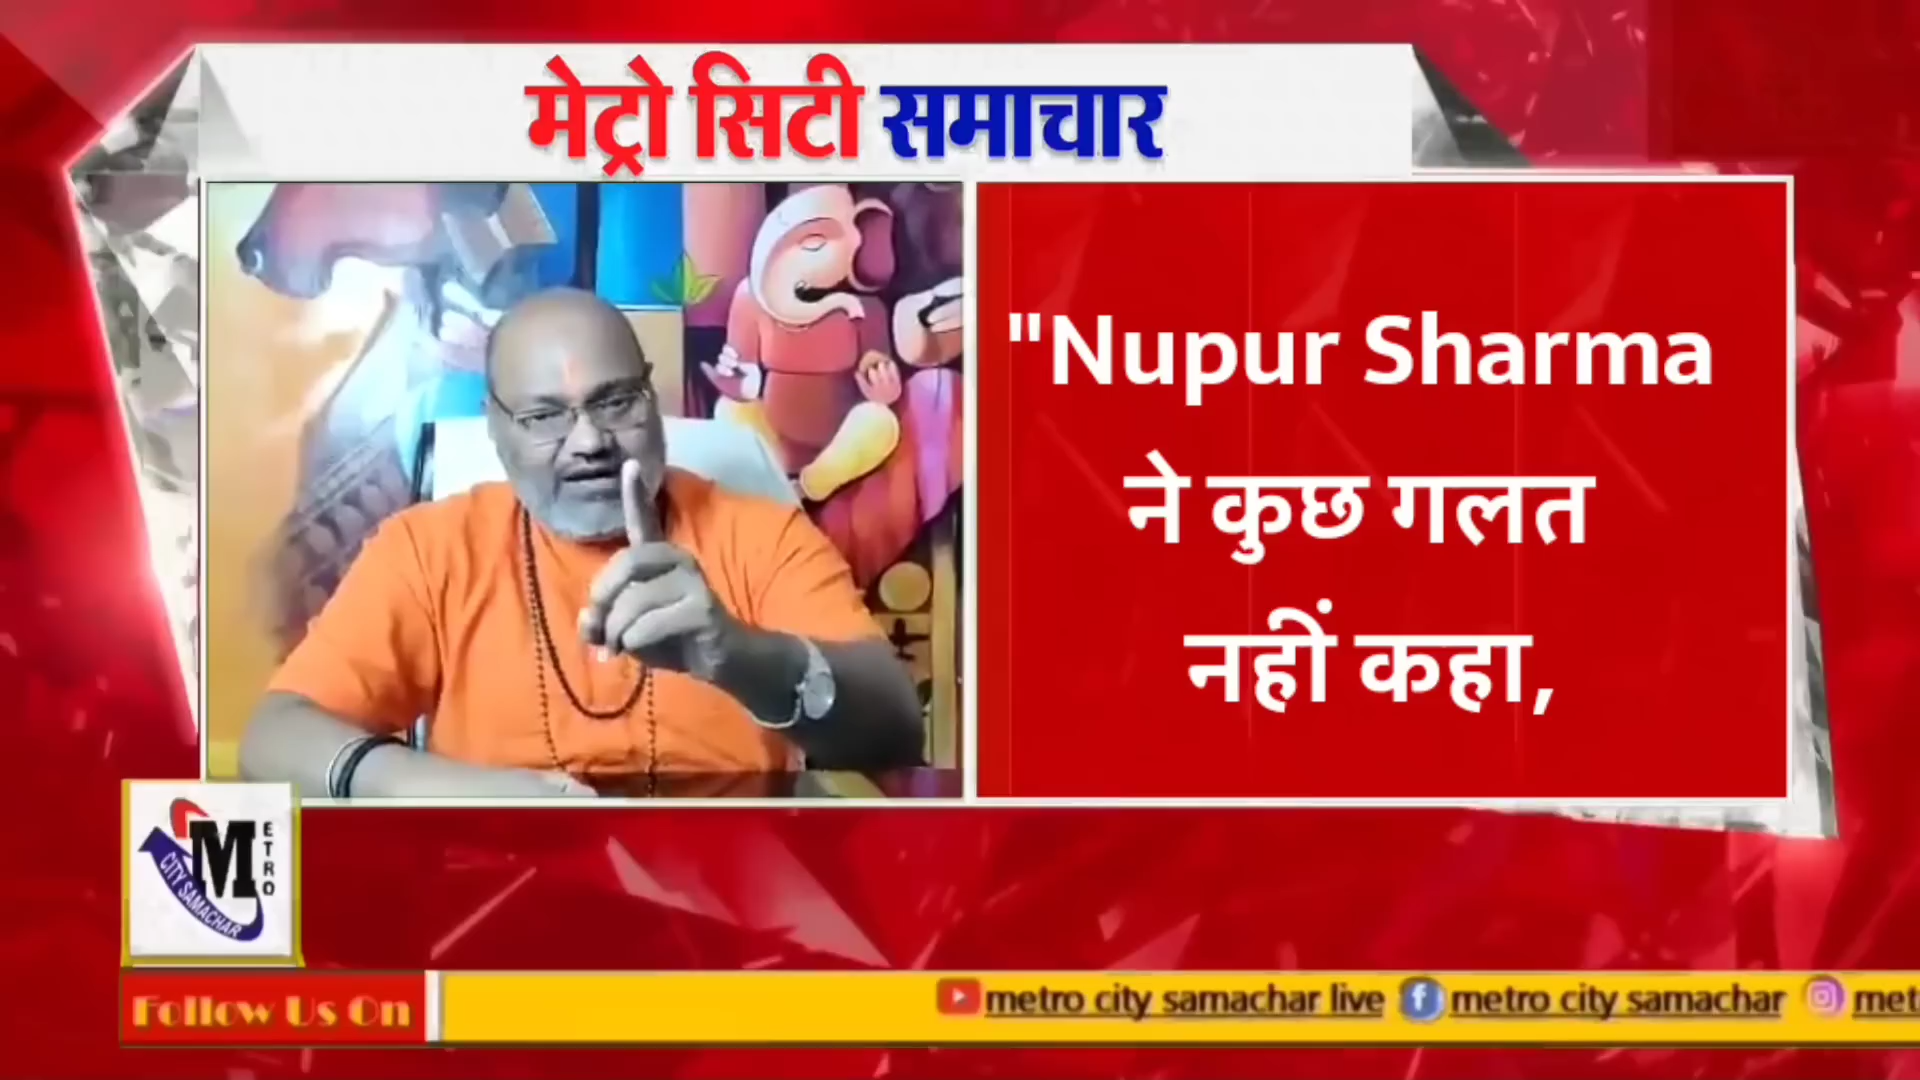 मेट्रो सिटी समाचार
"Nupur Sharma
ने कुछ गलत
नहीं कहा,
METRO
CITY SAMACHAR
Follow Us On
metro city samachar live metro city samachar met